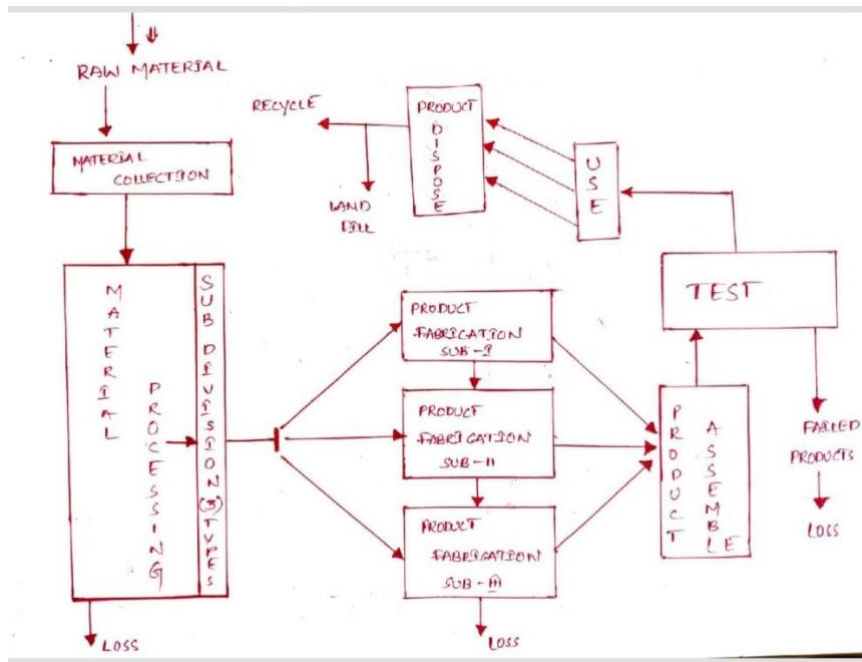 RAW MATERIAL
MATERIAL
COLLECTION
MATERIAL
PROCESSING
SUB DIVISION (3) TYPES
LOSS
PRODUCT
FABRICATION
SUB-I
PRODUCT
FABRICATION
SUB-II
PRODUCT
FABRICATION
SUB-III
LOSS
PRODUCT
ASSEMBLE
TEST
FAILED
PRODUCTS
LOSS
USE
PRODUCT
DISPOSE
RECYCLE
LAND
FILL